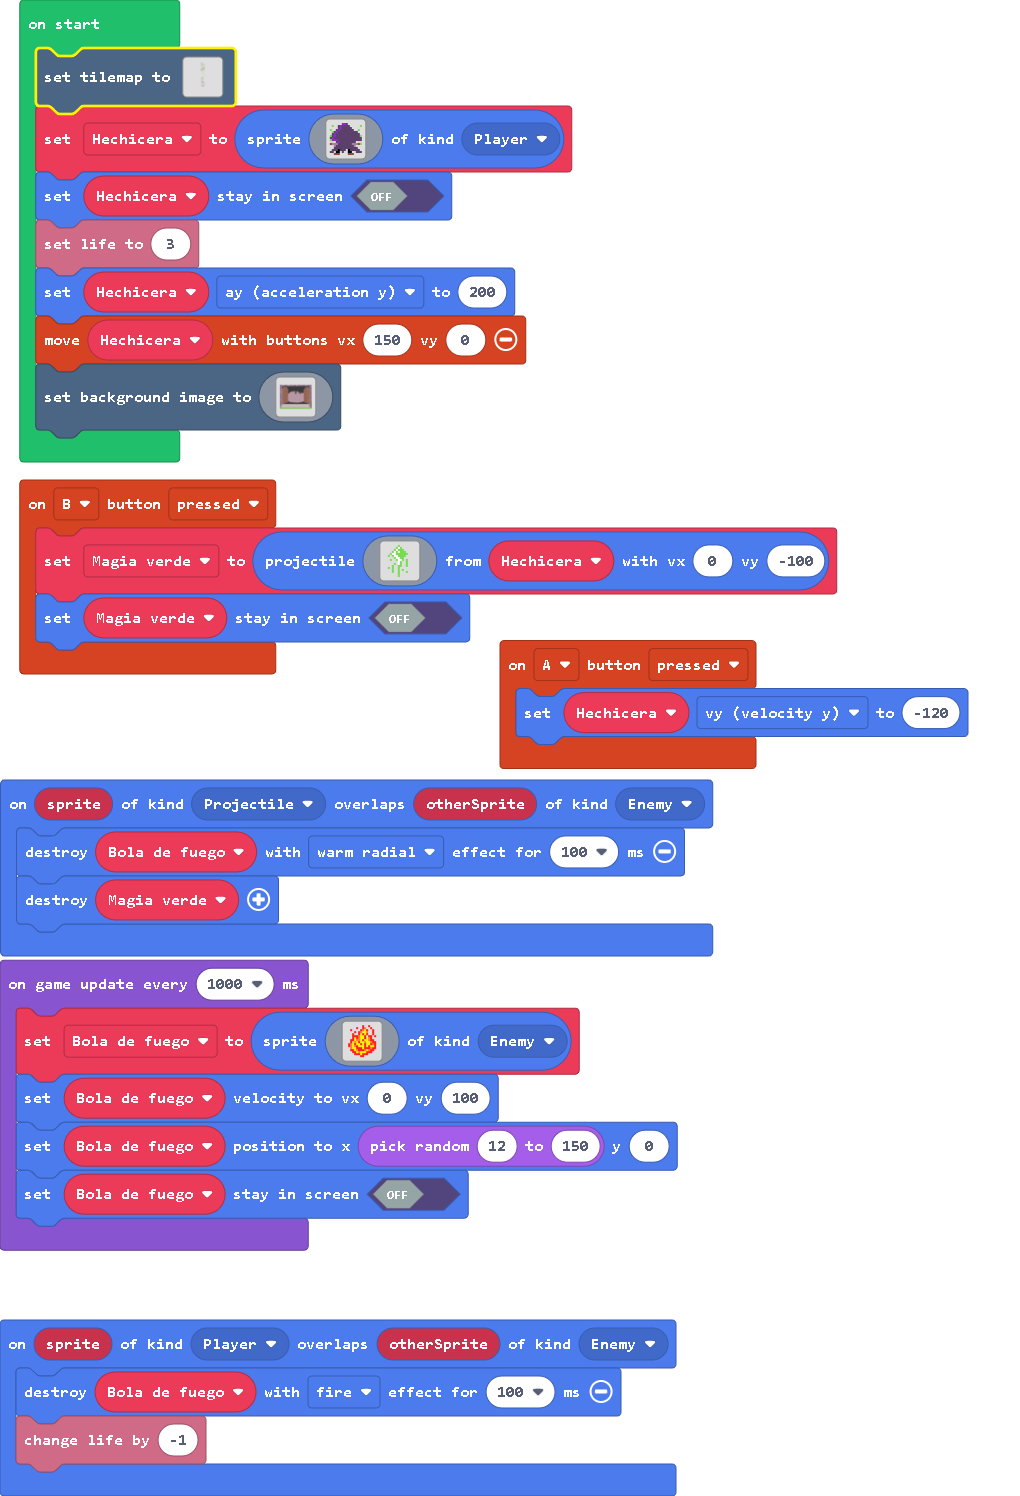 on start
set tilemap to
set Hechicera to sprite of kind Player
set Hechicera stay in screen OFF
set life to 3
set Hechicera ay (acceleration y) to 200
move Hechicera with buttons vx 150 vy 0
set background image to
on B button pressed
set Magia verde to projectile from Hechicera with vx 0 vy -100
set Magia verde stay in screen OFF
on A button pressed
set Hechicera vy (velocity y) to -120
on sprite of kind Projectile overlaps otherSprite of kind Enemy
destroy Bola de fuego with warm radial effect for 100 ms
destroy Magia verde
on game update every 1000 ms
set Bola de fuego to sprite of kind Enemy
set Bola de fuego velocity to vx 0 vy 100
set Bola de fuego position to x pick random 12 to 150 y 0
set Bola de fuego stay in screen OFF
on sprite of kind Player overlaps otherSprite of kind Enemy
destroy Bola de fuego with fire effect for 100 ms
change life by -1